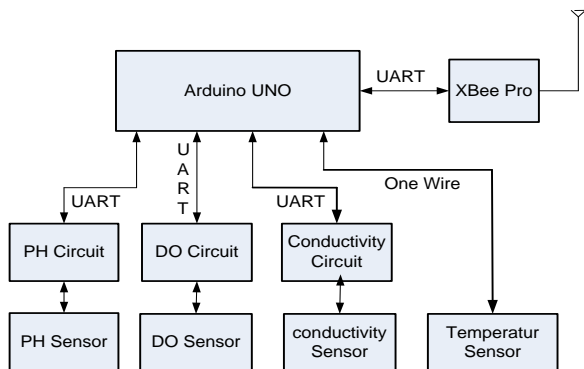 Arduino UNO
UART
XBee Pro
UART
UART
UART
One Wire
PH Circuit
DO Circuit
Conductivity
Circuit
PH Sensor
DO Sensor
conductivity
Sensor
Temperatur
Sensor